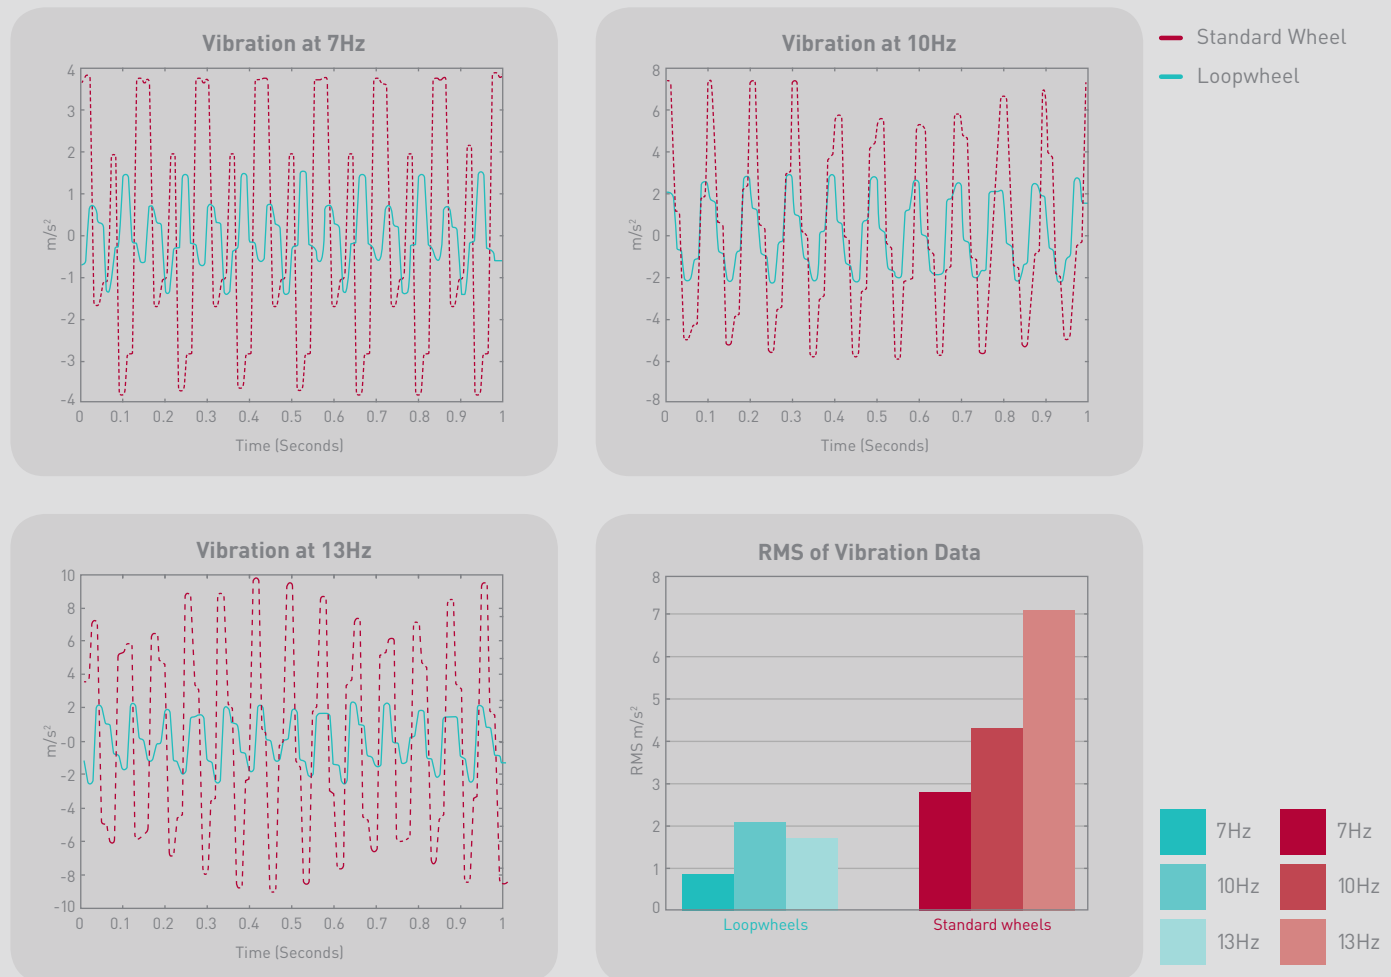 Vibration at 7Hz
4
3
2
1
0
-1
-2
-3
-4
m/s²
0 0.1 0.2 0.3 0.4 0.5 0.6 0.7 0.8 0.9 1
Time (Seconds)
Vibration at 10Hz
8
6
4
2
0
-2
-4
-6
-8
m/s²
0 0.1 0.2 0.3 0.4 0.5 0.6 0.7 0.8 0.9 1
Time (Seconds)
Standard Wheel
Loopwheel
Vibration at 13Hz
10
8
6
4
2
-0
-2
-4
-6
-8
-10
m/s²
0 0.1 0.2 0.3 0.4 0.5 0.6 0.7 0.8 0.9 1
Time (Seconds)
RMS of Vibration Data
8
7
6
5
4
3
2
1
0
RMS m/s²
Loopwheels Standard wheels
7Hz 7Hz
10Hz 10Hz
13Hz 13Hz